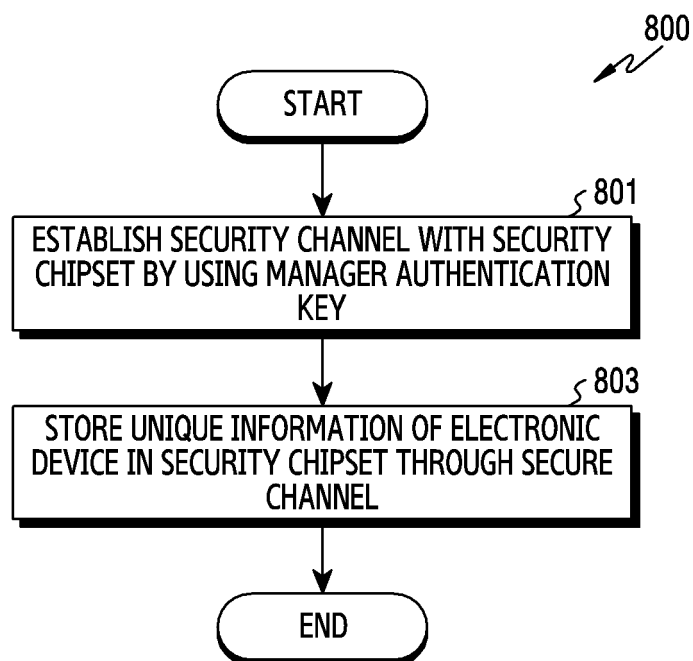 800
START
801
ESTABLISH SECURITY CHANNEL WITH SECURITY
CHIPSET BY USING MANAGER AUTHENTICATION
KEY
803
STORE UNIQUE INFORMATION OF ELECTRONIC
DEVICE IN SECURITY CHIPSET THROUGH SECURE
CHANNEL
END